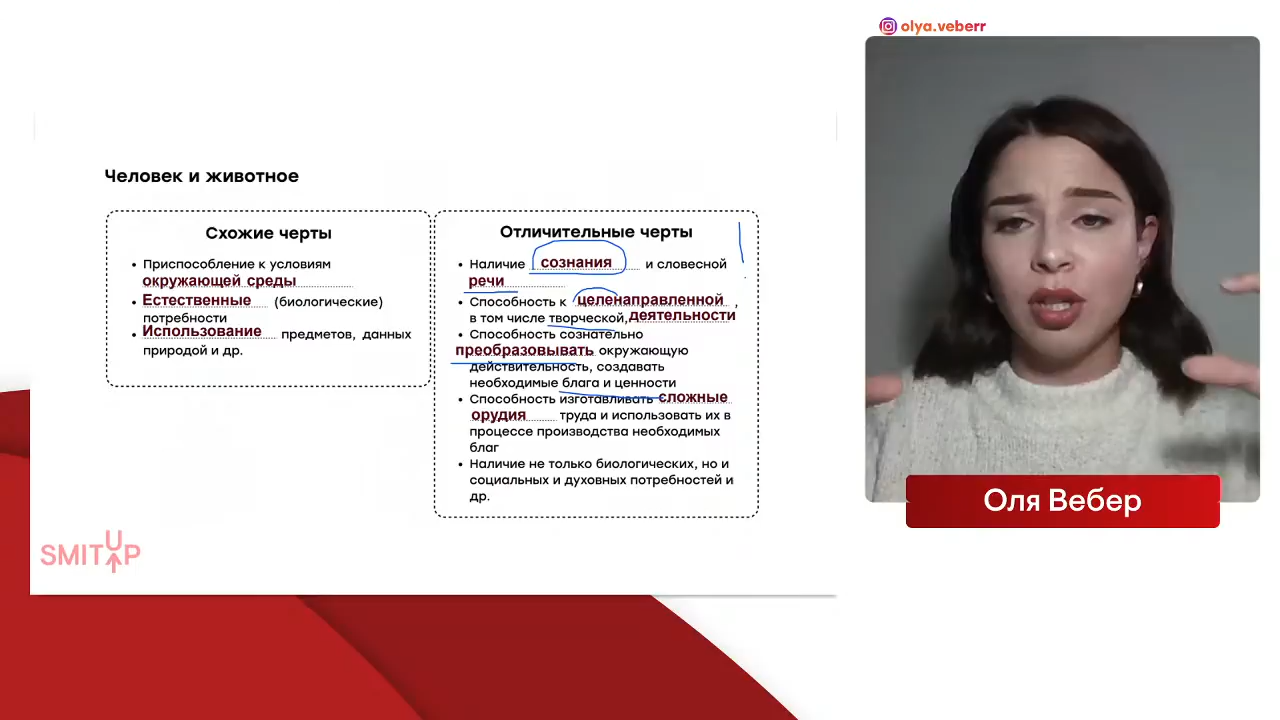 olya.veberr
Человек и животное
Схожие черты
• Приспособление к условиям
окружающей среды
• Естественные (биологические)
потребности
• Использование предметов, данных
природой и др.
Отличительные черты
• Наличие сознания и словесной
речи
• Способность к целенаправленной ,
в том числе творческой, деятельности
• Способность сознательно
преобразовывать окружающую
действительность, создавать
необходимые блага и ценности
• Способность изготавливать сложные
орудия труда и использовать их в
процессе производства необходимых
благ
• Наличие не только биологических, но и
социальных и духовных потребностей и
др.
Оля Вебер
SMITUP